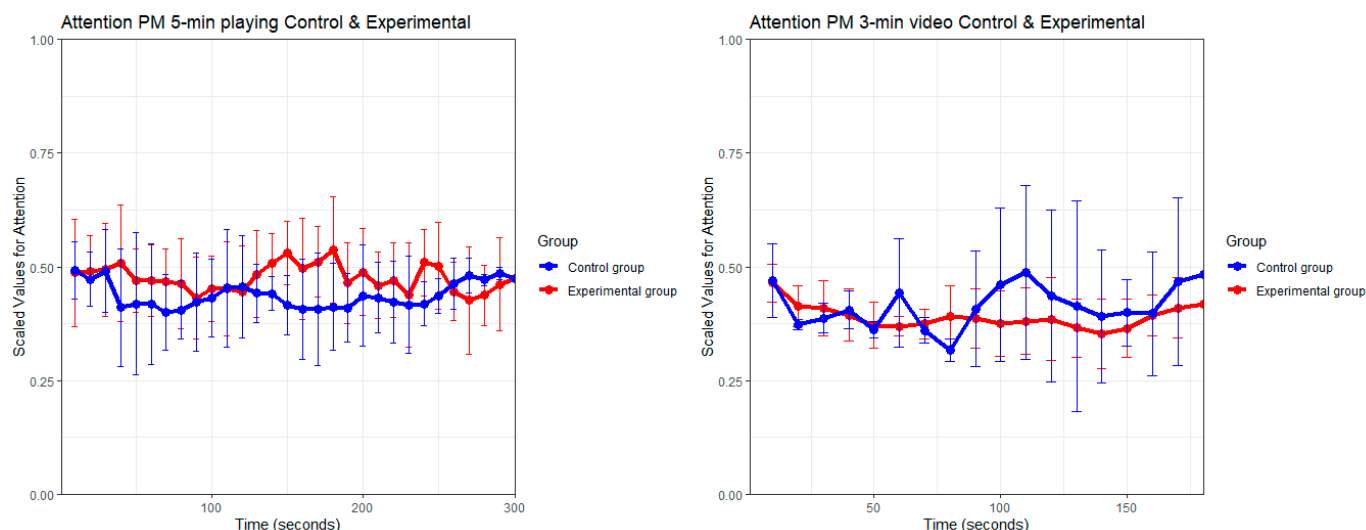 Attention PM 5-min playing Control & Experimental
Scaled Values for Attention
1.00
0.75
0.50
0.25
0.00
100
200
300
Time (seconds)
Group
Control group
Experimental group
Attention PM 3-min video Control & Experimental
Scaled Values for Attention
1.00
0.75
0.50
0.25
0.00
50
100
150
Time (seconds)
Group
Control group
Experimental group